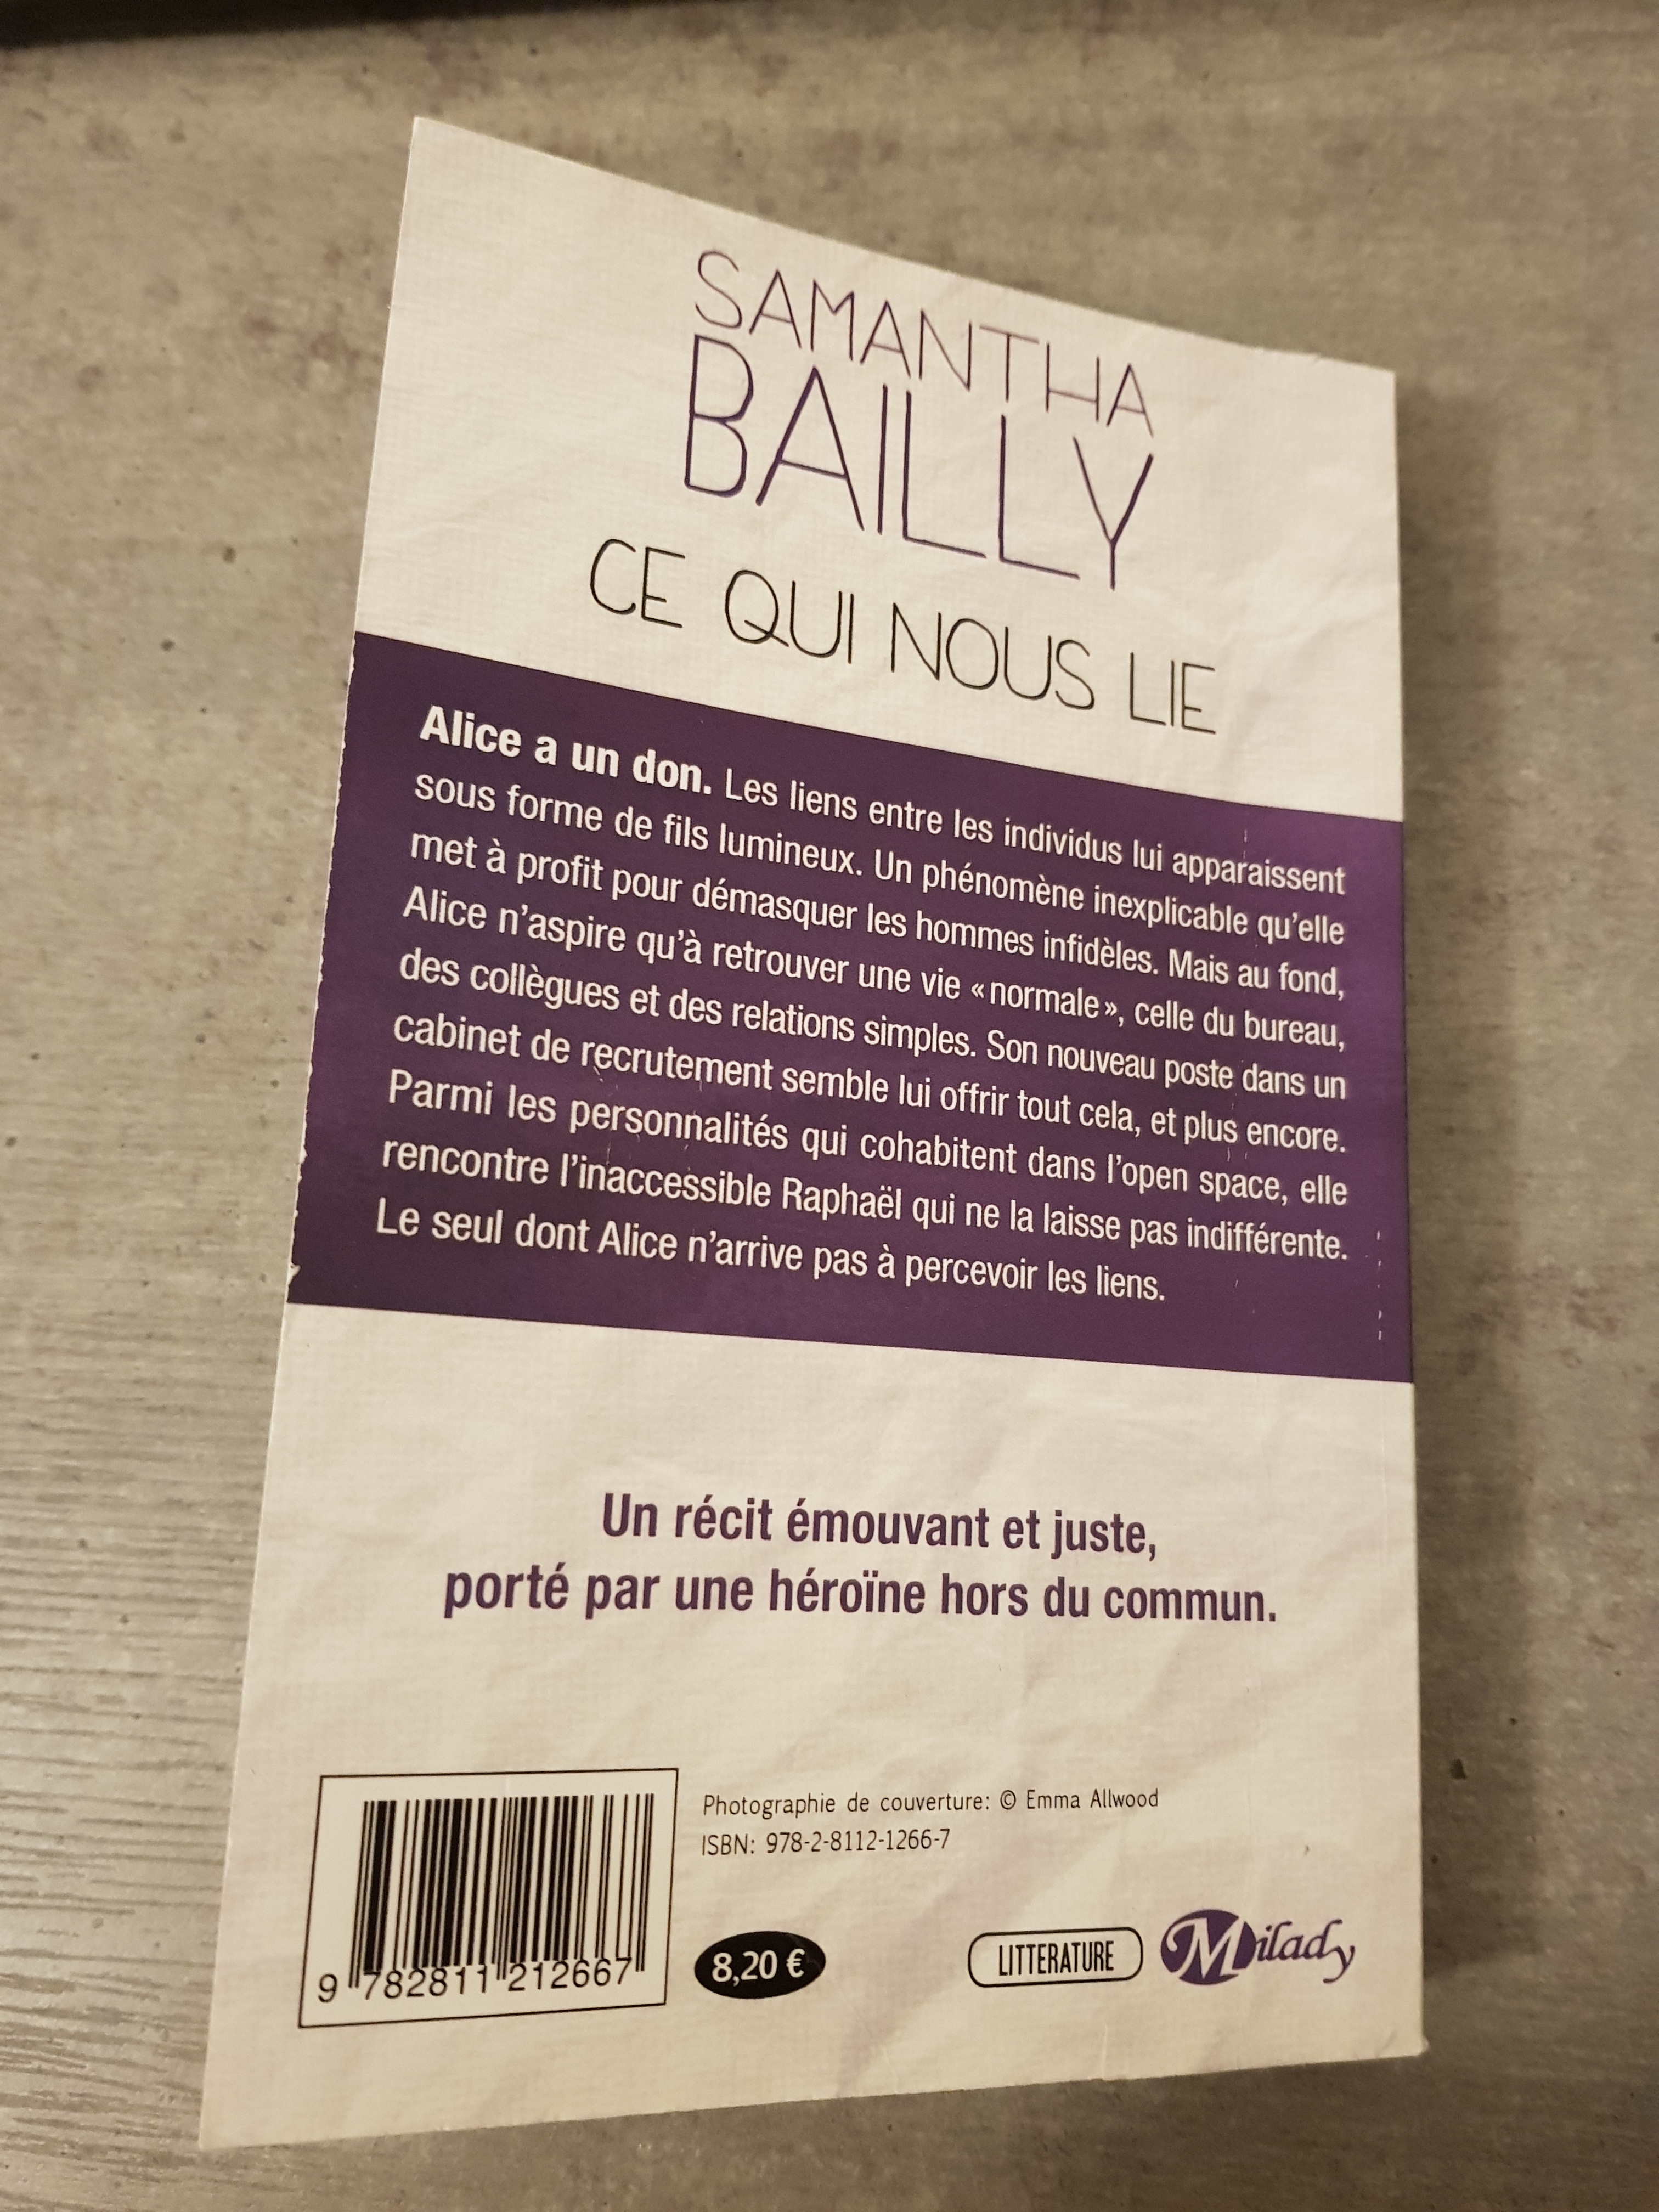 SAMANTHA
BAILLY
CE QUI NOUS LIE
Alice a un don. Les liens entre les individus lui apparaissent
sous forme de fils lumineux. Un phénomène inexplicable qu'elle
met à profit pour démasquer les hommes infidèles. Mais au fond,
Alice n'aspire qu'à retrouver une vie « normale », celle du bureau,
des collègues et des relations simples. Son nouveau poste dans un
cabinet de recrutement semble lui offrir tout cela, et plus encore.
Parmi les personnalités qui cohabitent dans l'open space, elle
rencontre l'inaccessible Raphaël qui ne la laisse pas indifférente.
Le seul dont Alice n'arrive pas à percevoir les liens.
Un récit émouvant et juste,
porté par une héroïne hors du commun.
Photographie de couverture: © Emma Allwood
ISBN: 978-2-8112-1266-7
9 782811 212667
8,20 €
LITTERATURE
Milady